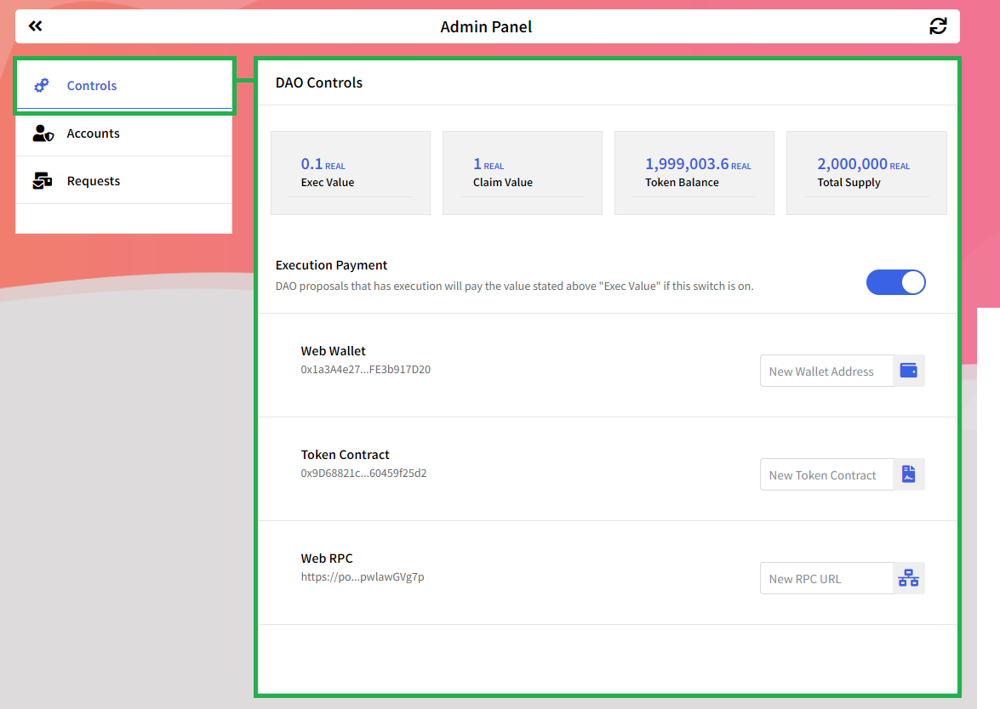 Admin Panel
Controls
Accounts
Requests
DAO Controls
0.1 REAL
Exec Value
1 REAL
Claim Value
1,999,003.6 REAL
Token Balance
2,000,000 REAL
Total Supply
Execution Payment
DAO proposals that has execution will pay the value stated above "Exec Value" if this switch is on.
Web Wallet
0x1a3A4e27...FE3b917D20
New Wallet Address
Token Contract
0x9D68821c...60459f25d2
New Token Contract
Web RPC
https://po...pwlawGVg7p
New RPC URL